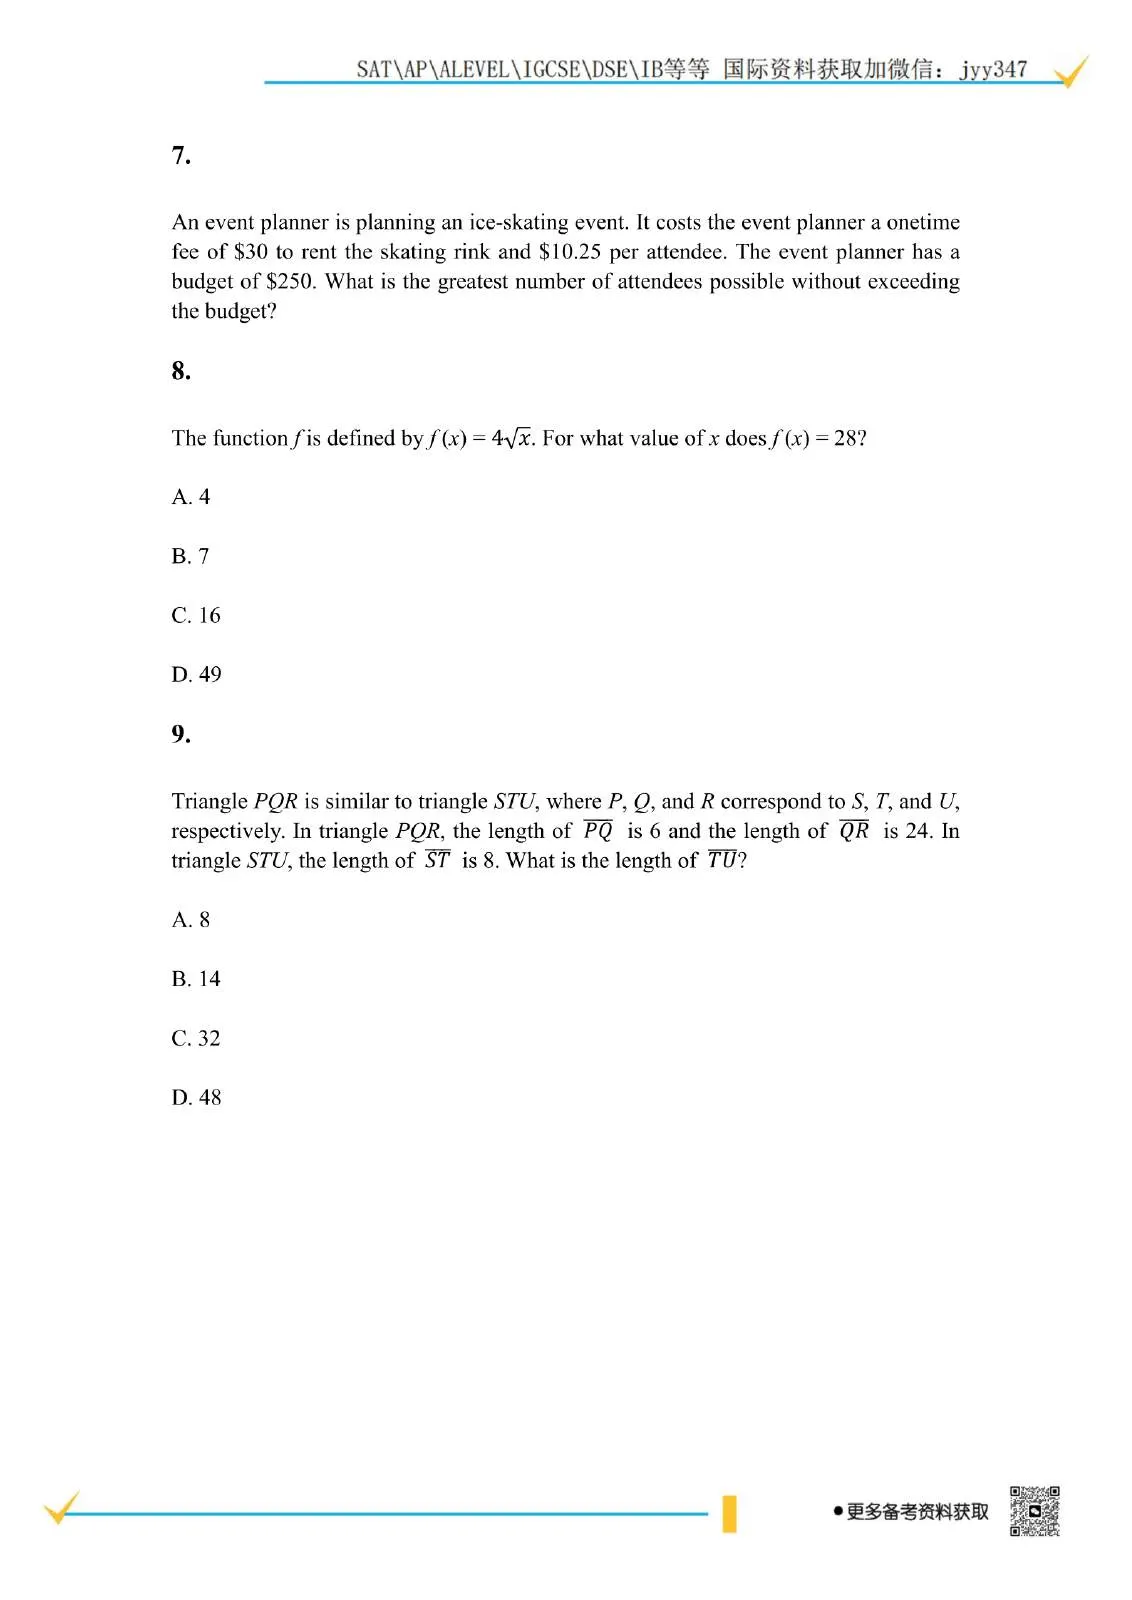 SAT\AP\ALEVEL\IGCSE\DSE\IB等等 国际资料获取加微信：jyy347
7.
An event planner is planning an ice-skating event. It costs the event planner a onetime
fee of $30 to rent the skating rink and $10.25 per attendee. The event planner has a
budget of $250. What is the greatest number of attendees possible without exceeding
the budget?
8.
The function f is defined by f (x) = 4√x. For what value of x does f (x) = 28?
A. 4
B. 7
C. 16
D. 49
9.
Triangle PQR is similar to triangle STU, where P, Q, and R correspond to S, T, and U,
respectively. In triangle PQR, the length of P̅Q̅ is 6 and the length of Q̅R̅ is 24. In
triangle STU, the length of S̅T̅ is 8. What is the length of T̅U̅?
A. 8
B. 14
C. 32
D. 48
●更多备考资料获取